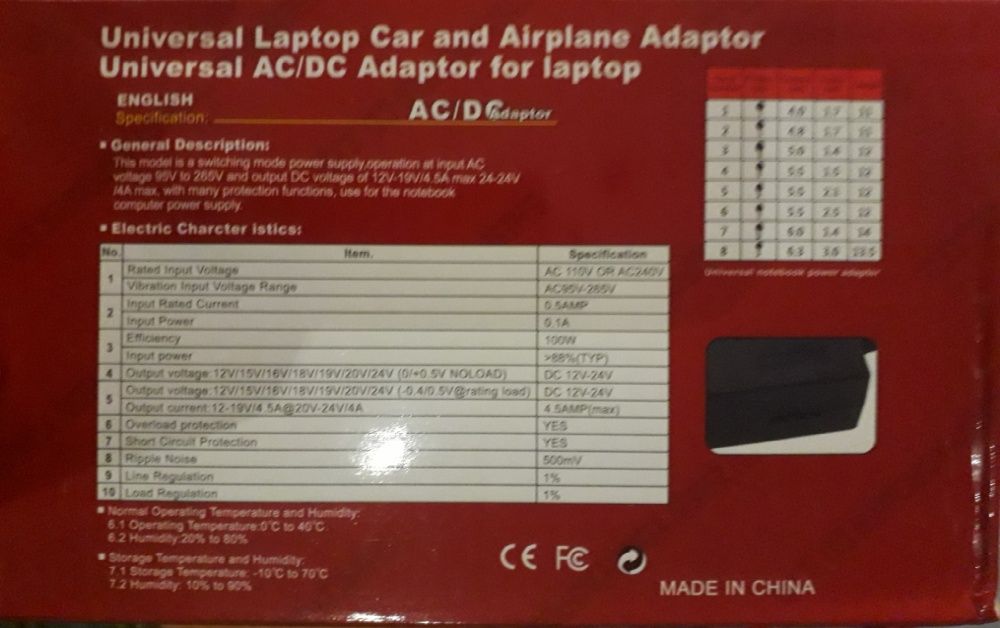 Universal Laptop Car and Airplane Adaptor
Universal AC/DC Adaptor for laptop
ENGLISH
Specification:
AC/DC Adaptor
General Description:
This model is a switching mode power supply,operation at input AC
voltage 95V to 265V and output DC voltage of 12V-19V/4.5A max 24-24V
/4A max, with many protection functions, use for the notebook
computer power supply.
Electric Charcter istics:
No. Item. Specification
1 Rated Input Voltage AC 110V OR AC240V
Vibration Input Voltage Range AC95V-265V
2 Input Rated Current 0.5AMP
Input Power 0.1A
3 Efficiency 100W
Input power >88%(TYP)
4 Output voltage:12V/15V/16V/18V/19V/20V/24V (0/+0.5V NOLOAD) DC 12V-24V
5 Output voltage:12V/15V/16V/18V/19V/20V/24V (-0.4/0.5V@rating load) DC 12V-24V
Output current:12-19V/4.5A@20V-24V/4A 4.5AMP(max)
6 Overload protection YES
7 Short Circuit Protection YES
8 Ripple Noise 500mV
9 Line Regulation 1%
10 Load Regulation 1%
Normal Operating Temperature and Humidity:
6.1 Operating Temperature:0°C to 40°C
6.2 Humidity:20% to 80%
Storage Temperature and Humidity:
7.1 Storage Temperature: -10°C to 70°C
7.2 Humidity: 10% to 90%
1
2
3
4
5
6
7
8
Universal notebook power adapter
CE FC
MADE IN CHINA